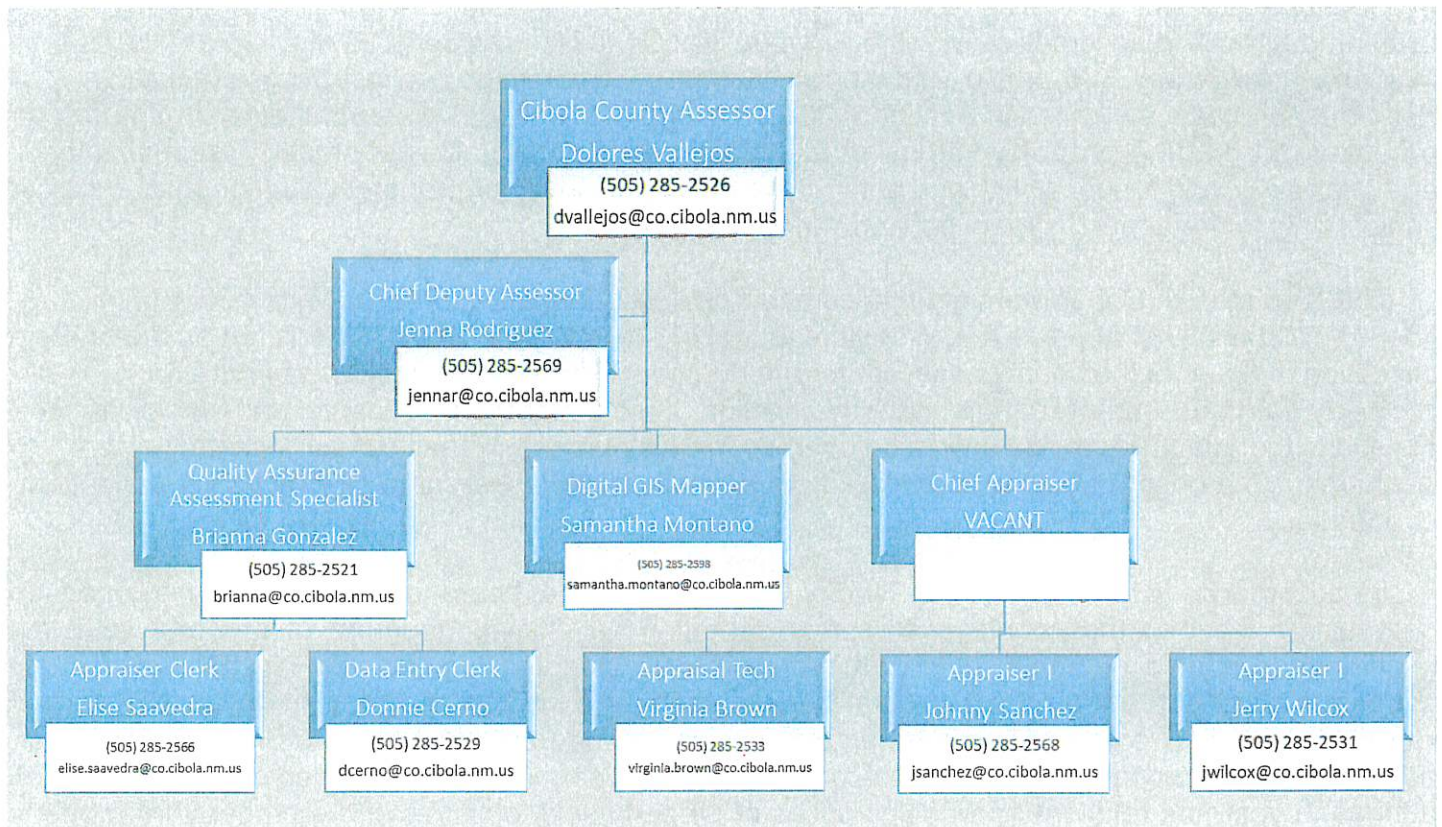 Cibola County Assessor
Dolores Vallejos
(505) 285-2526
dvallejos@co.cibola.nm.us
Chief Deputy Assessor
Jenna Rodriguez
(505) 285-2569
jennar@co.cibola.nm.us
Quality Assurance
Assessment Specialist
Brianna Gonzalez
(505) 285-2521
brianna@co.cibola.nm.us
Digital GIS Mapper
Samantha Montano
(505) 285-2598
samantha.montano@co.cibola.nm.us
Chief Appraiser
VACANT
Appraiser Clerk
Elise Saavedra
(505) 285-2566
elise.saavedra@co.cibola.nm.us
Data Entry Clerk
Donnie Cerno
(505) 285-2529
dcerno@co.cibola.nm.us
Appraisal Tech
Virginia Brown
(505) 285-2533
virginia.brown@co.cibola.nm.us
Appraiser I
Johnny Sanchez
(505) 285-2568
jsanchez@co.cibola.nm.us
Appraiser I
Jerry Wilcox
(505) 285-2531
jwilcox@co.cibola.nm.us